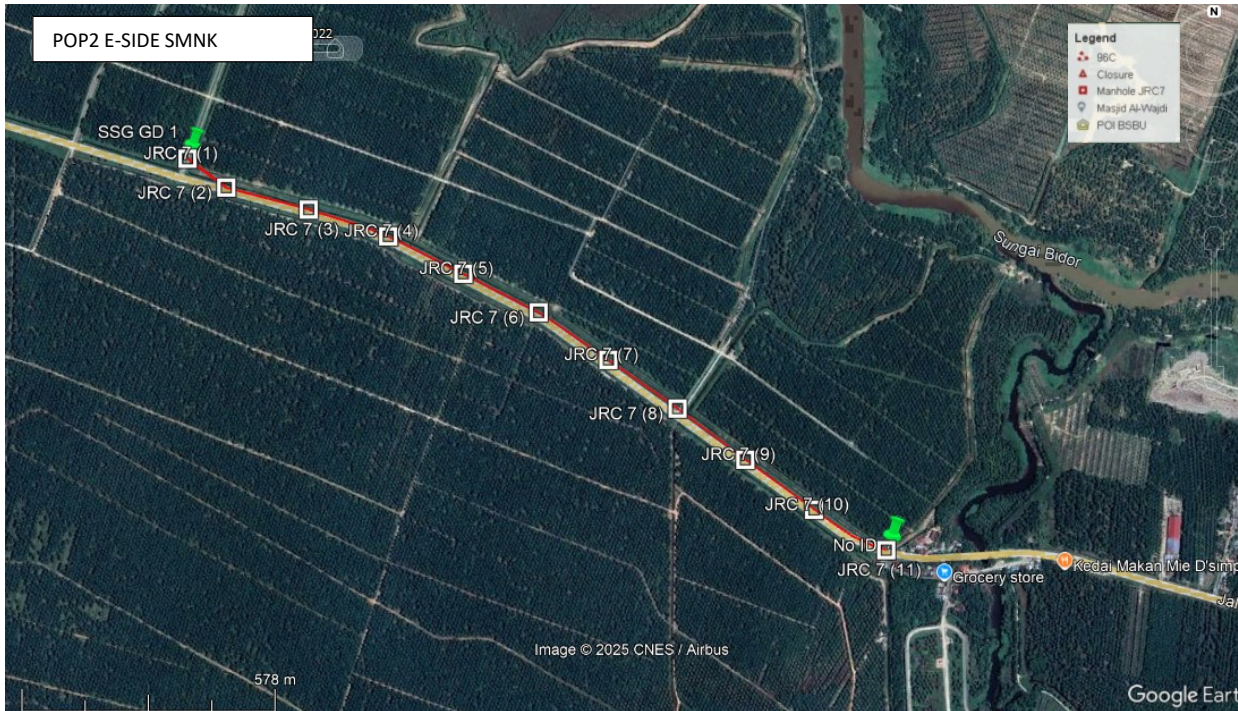 POP2 E-SIDE SMNK
022
N
Legend
96C
Closure
Manhole JRC7
Masjid Al-Wajdi
POI BSBU
SSG GD 1
JRC 7 (1)
JRC 7 (2)
JRC 7 (3)
JRC 7 (4)
JRC 7 (5)
JRC 7 (6)
JRC 7 (7)
JRC 7 (8)
JRC 7 (9)
JRC 7 (10)
No ID
JRC 7 (11)
Sungai Bidor
Grocery store
Kedai Makan Mie D'simp
Jal
Image © 2025 CNES / Airbus
578 m
Google Eart